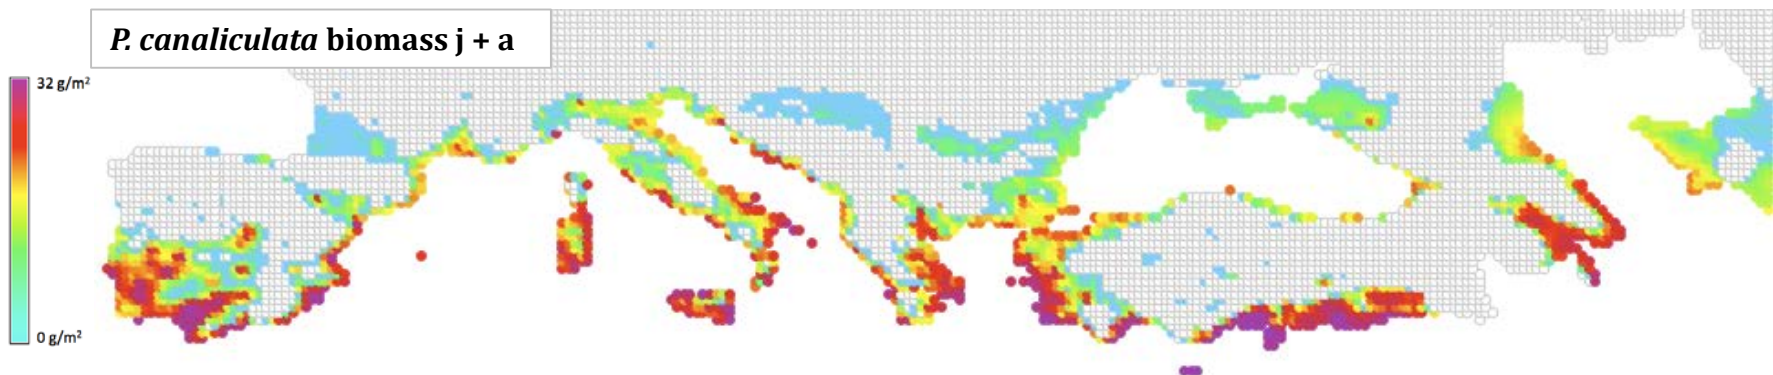 P. canaliculata biomass j + a
32 g/m²
0 g/m²